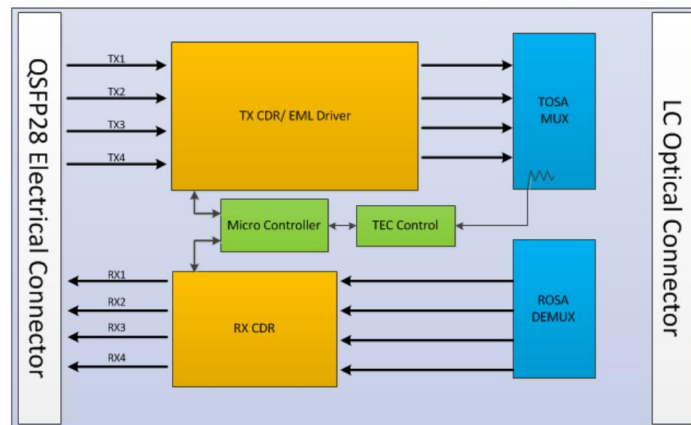 QSFP28 Electrical Connector
TX1
TX2
TX3
TX4
TX CDR/ EML Driver
TOSA
MUX
LC Optical Connector
Micro Controller
TEC Control
RX1
RX2
RX3
RX4
RX CDR
ROSA
DEMUX